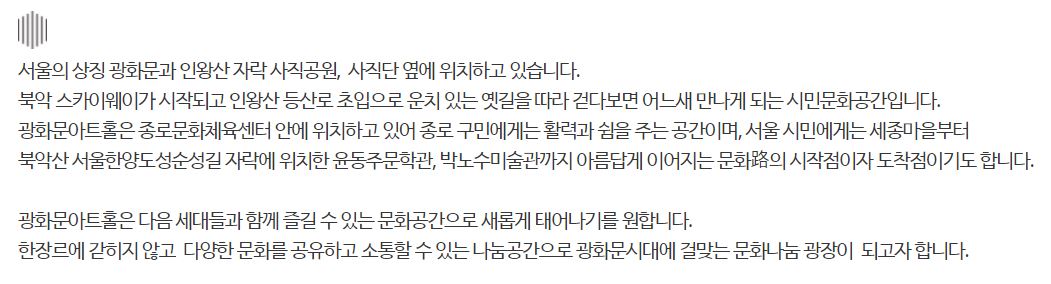 서울의 상징 광화문과 인왕산 자락 사직공원,  사직단 옆에 위치하고 있습니다.
북악 스카이웨이가 시작되고 인왕산 등산로 초입으로 운치 있는 옛길을 따라 걷다보면 어느새 만나게 되는 시민문화공간입니다.
광화문아트홀은 종로문화체육센터 안에 위치하고 있어 종로 구민에게는 활력과 쉼을 주는 공간이며, 서울 시민에게는 세종마을부터
북악산 서울한양도성순성길 자락에 위치한 윤동주문학관, 박노수미술관까지 아름답게 이어지는 문화路의 시작점이자 도착점이기도 합니다.
광화문아트홀은 다음 세대들과 함께 즐길 수 있는 문화공간으로 새롭게 태어나기를 원합니다.
한장르에 갇히지 않고  다양한 문화를 공유하고 소통할 수 있는 나눔공간으로 광화문시대에 걸맞는 문화나눔 광장이  되고자 합니다.